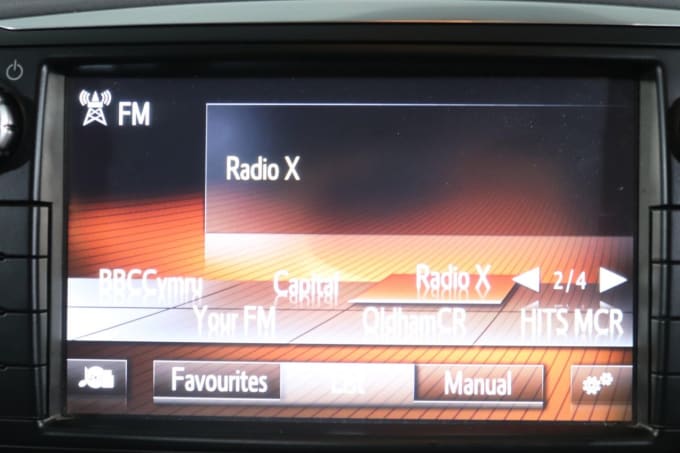 FM
Radio X
BBCCymru Capital Radio X 2/4
Your FM OldhamCR HITS MCR
Favourites List Manual